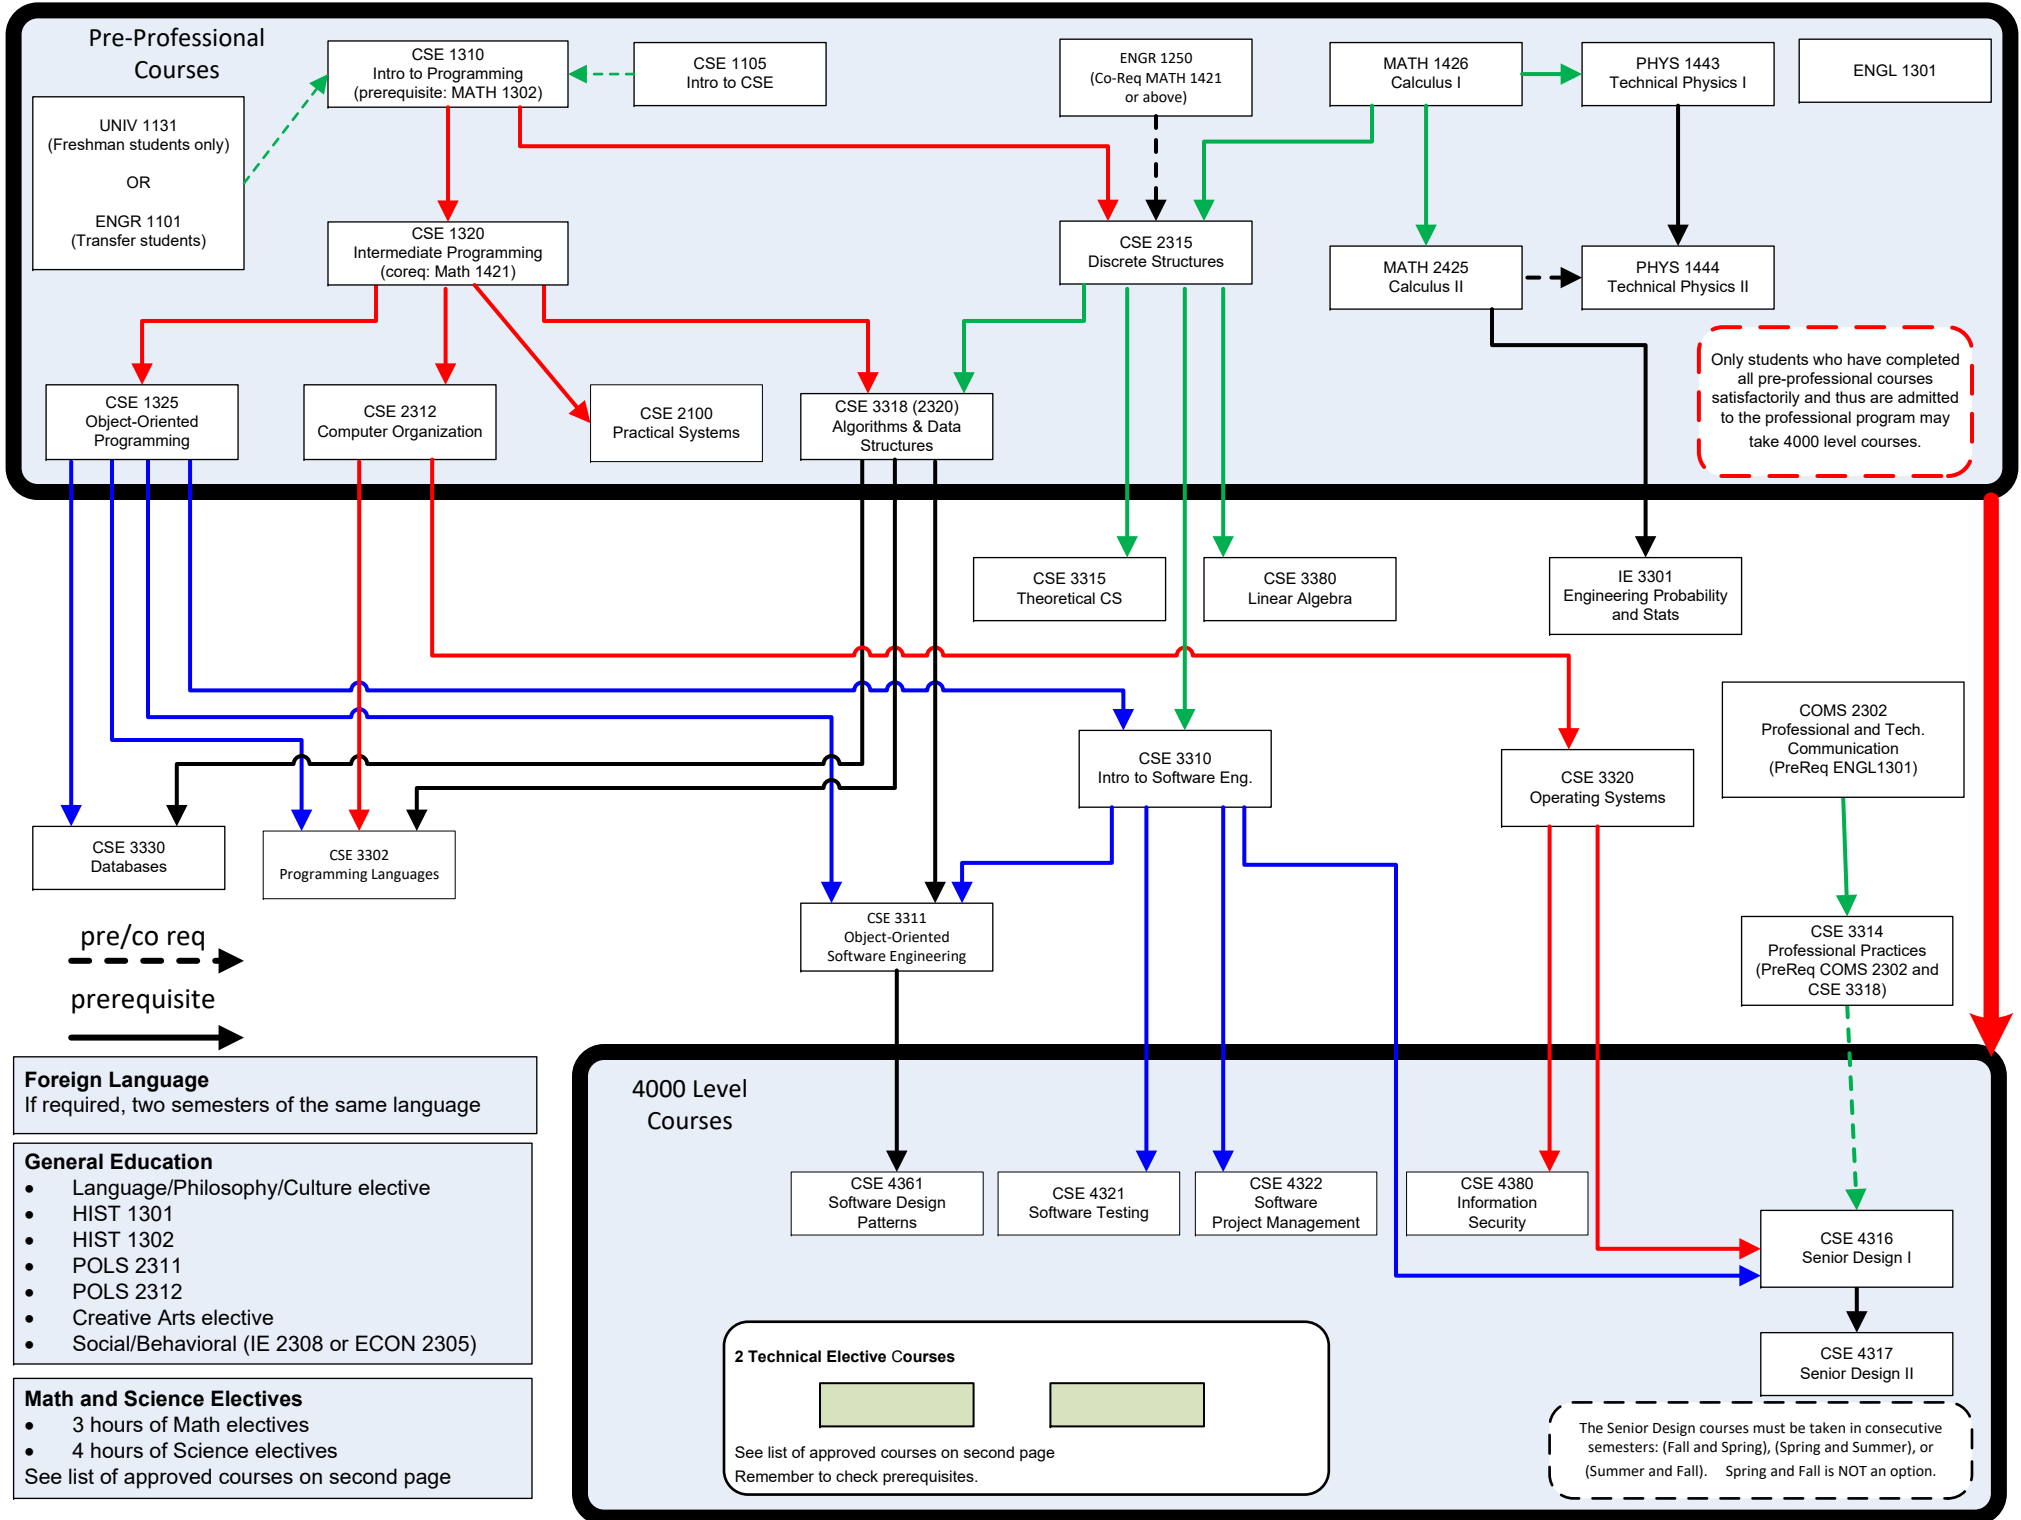 Pre-Professional
Courses
CSE 1310
Intro to Programming
(prerequisite: MATH 1302)
CSE 1105
Intro to CSE
ENGR 1250
(Co-Req MATH 1421
or above)
MATH 1426
Calculus I
PHYS 1443
Technical Physics I
ENGL 1301
UNIV 1131
(Freshman students only)
OR
ENGR 1101
(Transfer students)
CSE 1320
Intermediate Programming
(coreq: Math 1421)
CSE 2315
Discrete Structures
MATH 2425
Calculus II
PHYS 1444
Technical Physics II
Only students who have completed
all pre-professional courses
satisfactorily and thus are admitted
to the professional program may
take 4000 level courses.
CSE 1325
Object-Oriented
Programming
CSE 2312
Computer Organization
CSE 2100
Practical Systems
CSE 3318 (2320)
Algorithms & Data
Structures
CSE 3315
Theoretical CS
CSE 3380
Linear Algebra
IE 3301
Engineering Probability
and Stats
CSE 3310
Intro to Software Eng.
CSE 3320
Operating Systems
COMS 2302
Professional and Tech.
Communication
(PreReq ENGL1301)
CSE 3330
Databases
CSE 3302
Programming Languages
CSE 3311
Object-Oriented
Software Engineering
CSE 3314
Professional Practices
(PreReq COMS 2302 and
CSE 3318)
pre/co req
prerequisite
Foreign Language
If required, two semesters of the same language
General Education
• Language/Philosophy/Culture elective
• HIST 1301
• HIST 1302
• POLS 2311
• POLS 2312
• Creative Arts elective
• Social/Behavioral (IE 2308 or ECON 2305)
Math and Science Electives
• 3 hours of Math electives
• 4 hours of Science electives
See list of approved courses on second page
4000 Level
Courses
CSE 4361
Software Design
Patterns
CSE 4321
Software Testing
CSE 4322
Software
Project Management
CSE 4380
Information
Security
CSE 4316
Senior Design I
CSE 4317
Senior Design II
2 Technical Elective Courses
See list of approved courses on second page
Remember to check prerequisites.
The Senior Design courses must be taken in consecutive
semesters: (Fall and Spring), (Spring and Summer), or
(Summer and Fall). Spring and Fall is NOT an option.